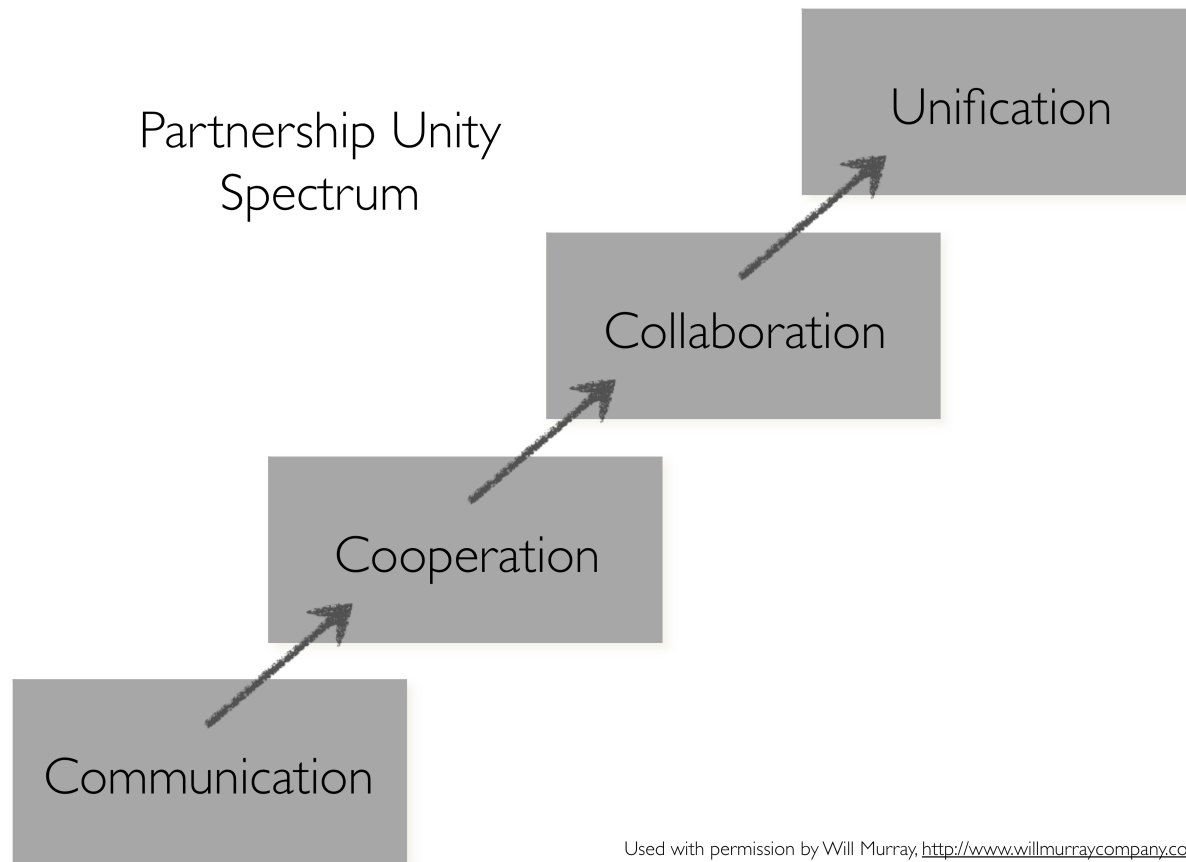 Partnership Unity
Spectrum
Unification
Collaboration
Cooperation
Communication
Used with permission by Will Murray, http://www.willmurraycompany.co